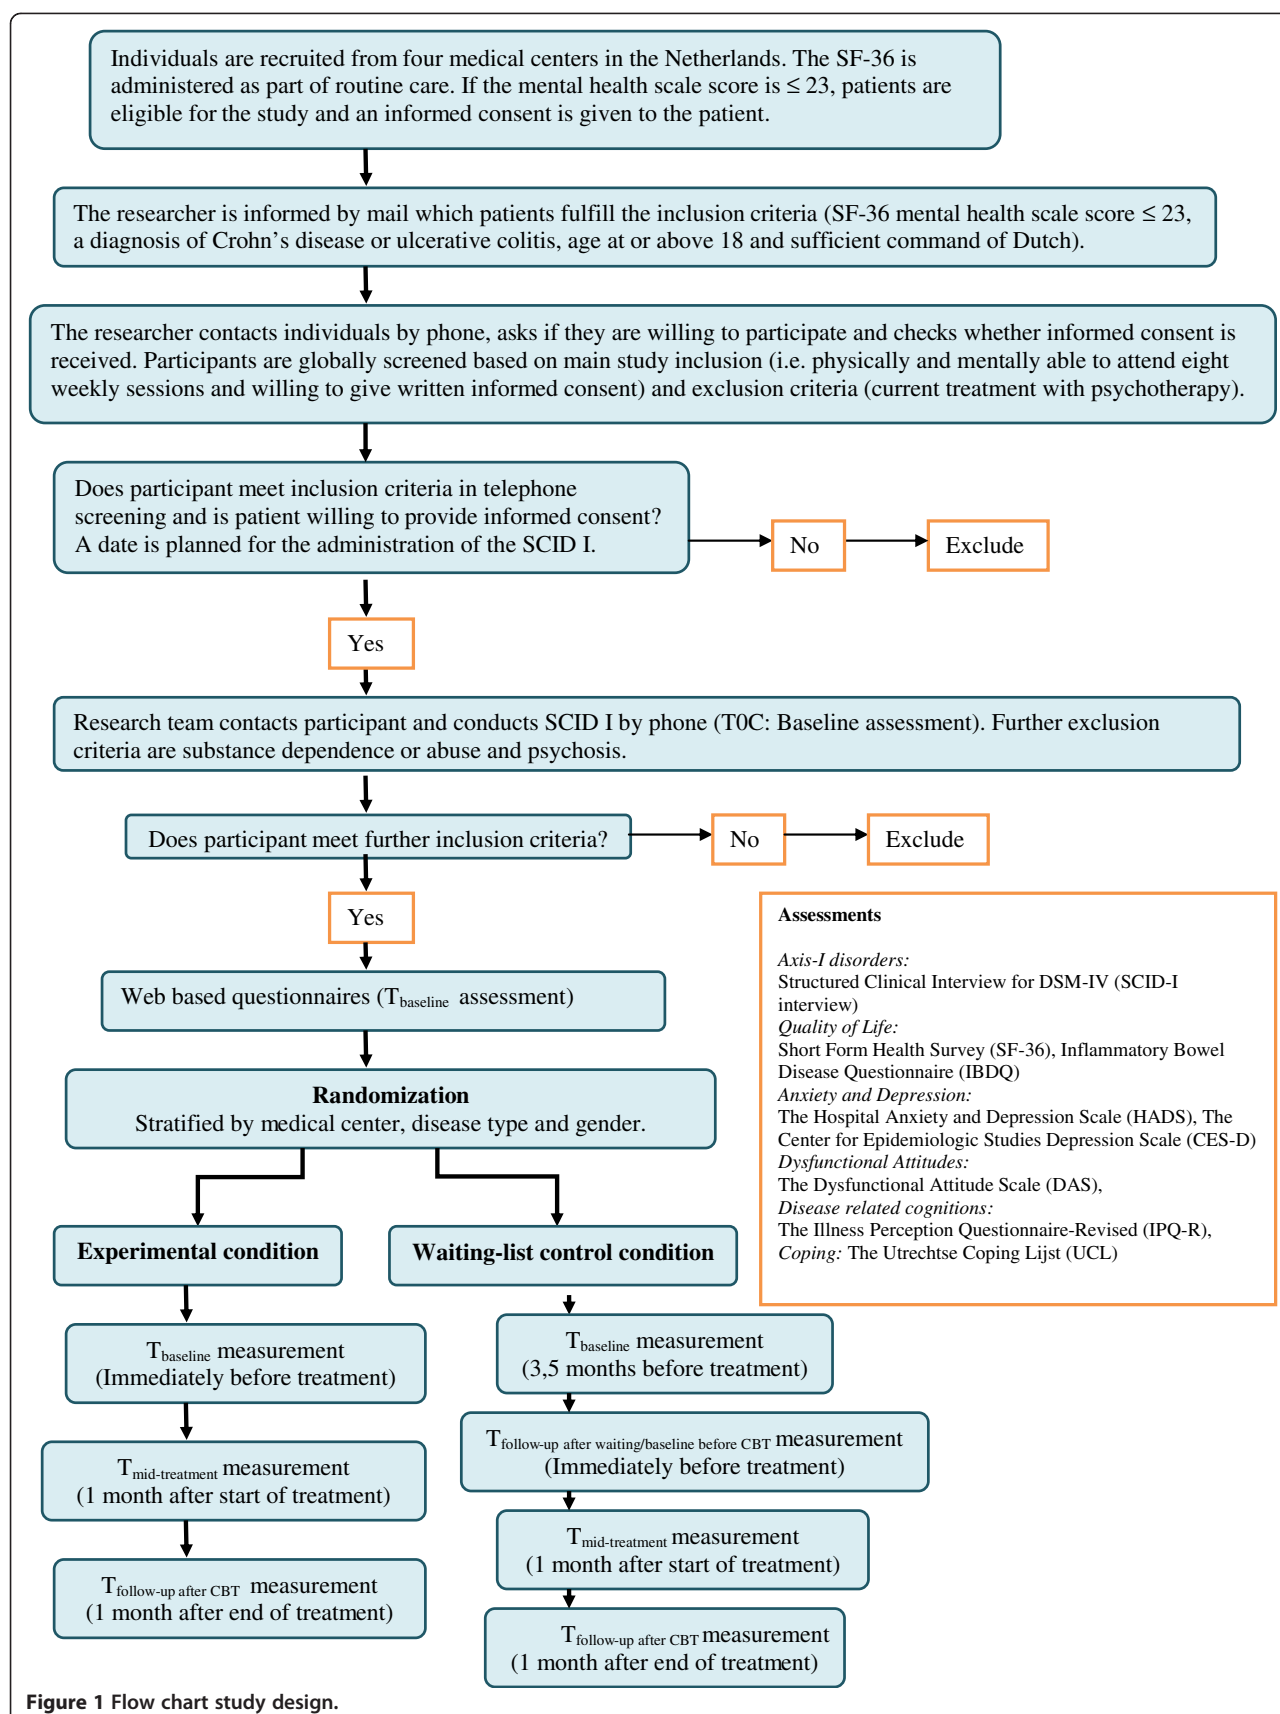 Individuals are recruited from four medical centers in the Netherlands. The SF-36 is
administered as part of routine care. If the mental health scale score is ≤ 23, patients are
eligible for the study and an informed consent is given to the patient.
The researcher is informed by mail which patients fulfill the inclusion criteria (SF-36 mental health scale score ≤ 23,
a diagnosis of Crohn's disease or ulcerative colitis, age at or above 18 and sufficient command of Dutch).
The researcher contacts individuals by phone, asks if they are willing to participate and checks whether informed consent is
received. Participants are globally screened based on main study inclusion (i.e. physically and mentally able to attend eight
weekly sessions and willing to give written informed consent) and exclusion criteria (current treatment with psychotherapy).
Does participant meet inclusion criteria in telephone
screening and is patient willing to provide informed consent?
A date is planned for the administration of the SCID I.
No
Exclude
Yes
Research team contacts participant and conducts SCID I by phone (T0C: Baseline assessment). Further exclusion
criteria are substance dependence or abuse and psychosis.
Does participant meet further inclusion criteria?
No
Exclude
Yes
Web based questionnaires (Tbaseline assessment)
Randomization
Stratified by medical center, disease type and gender.
Experimental condition
Tbaseline measurement
(Immediately before treatment)
Tmid-treatment measurement
(1 month after start of treatment)
Tfollow-up after CBT measurement
(1 month after end of treatment)
Waiting-list control condition
Tbaseline measurement
(3,5 months before treatment)
Tfollow-up after waiting/baseline before CBT measurement
(Immediately before treatment)
Tmid-treatment measurement
(1 month after start of treatment)
Tfollow-up after CBT measurement
(1 month after end of treatment)
Assessments
Axis-I disorders:
Structured Clinical Interview for DSM-IV (SCID-I
interview)
Quality of Life:
Short Form Health Survey (SF-36), Inflammatory Bowel
Disease Questionnaire (IBDQ)
Anxiety and Depression:
The Hospital Anxiety and Depression Scale (HADS), The
Center for Epidemiologic Studies Depression Scale (CES-D)
Dysfunctional Attitudes:
The Dysfunctional Attitude Scale (DAS),
Disease related cognitions:
The Illness Perception Questionnaire-Revised (IPQ-R),
Coping: The Utrechtse Coping Lijst (UCL)
Figure 1 Flow chart study design.